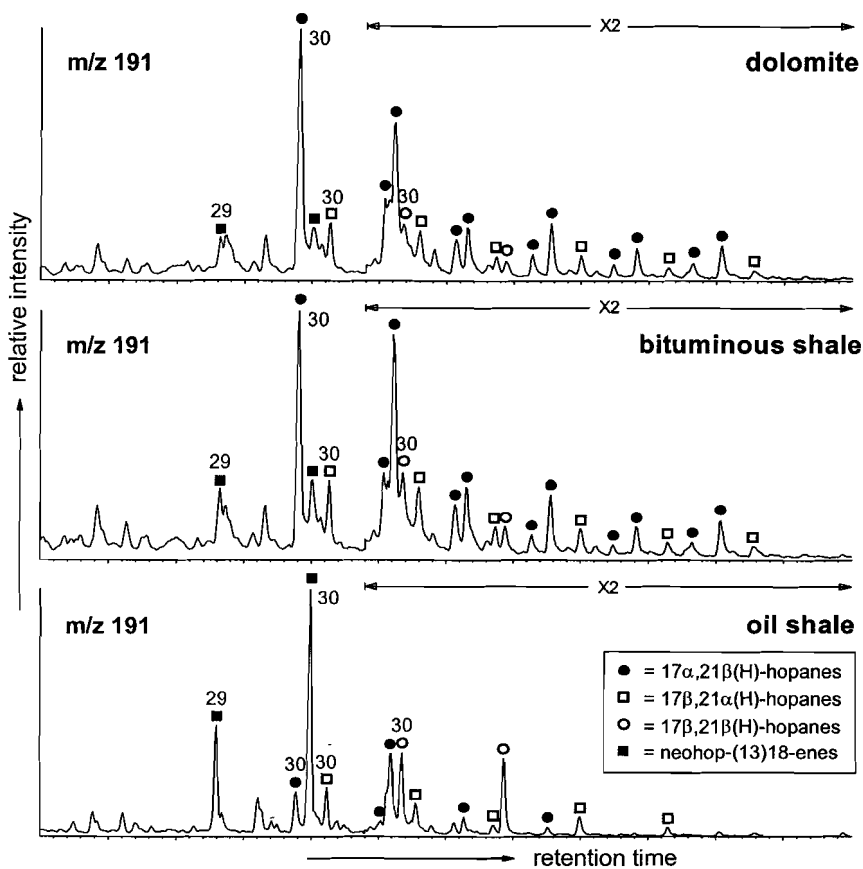 30
X2
m/z 191
dolomite
29
30
30
X2
m/z 191
30
bituminous shale
29
30
30
X2
m/z 191
30
oil shale
29
30
30
30
● = 17α,21β(H)-hopanes
□ = 17β,21α(H)-hopanes
○ = 17β,21β(H)-hopanes
■ = neohop-(13)18-enes
relative intensity
retention time